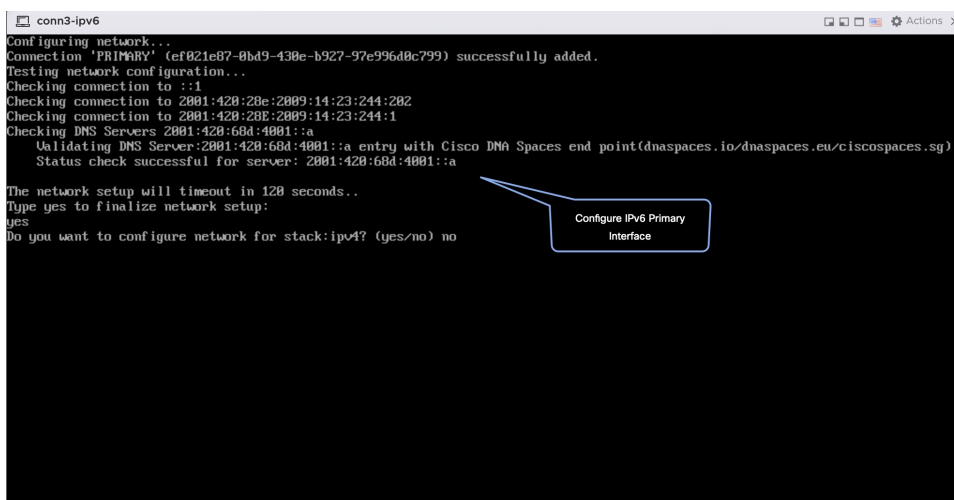 conn3-ipv6
Actions
Configuring network...
Connection 'PRIMARY' (ef021e87-0bd9-430e-b927-97e996d0c799) successfully added.
Testing network configuration...
Checking connection to ::1
Checking connection to 2001:420:28e:2009:14:23:244:202
Checking connection to 2001:420:28E:2009:14:23:244:1
Checking DNS Servers 2001:420:68d:4001::a
Validating DNS Server:2001:420:68d:4001::a entry with Cisco DNA Spaces end point(dnaspaces.io/dnaspaces.eu/ciscospaces.sg)
Status check successful for server: 2001:420:68d:4001::a
The network setup will timeout in 120 seconds..
Type yes to finalize network setup:
yes
Do you want to configure network for stack:ipv4? (yes/no) no
Configure IPv6 Primary
Interface